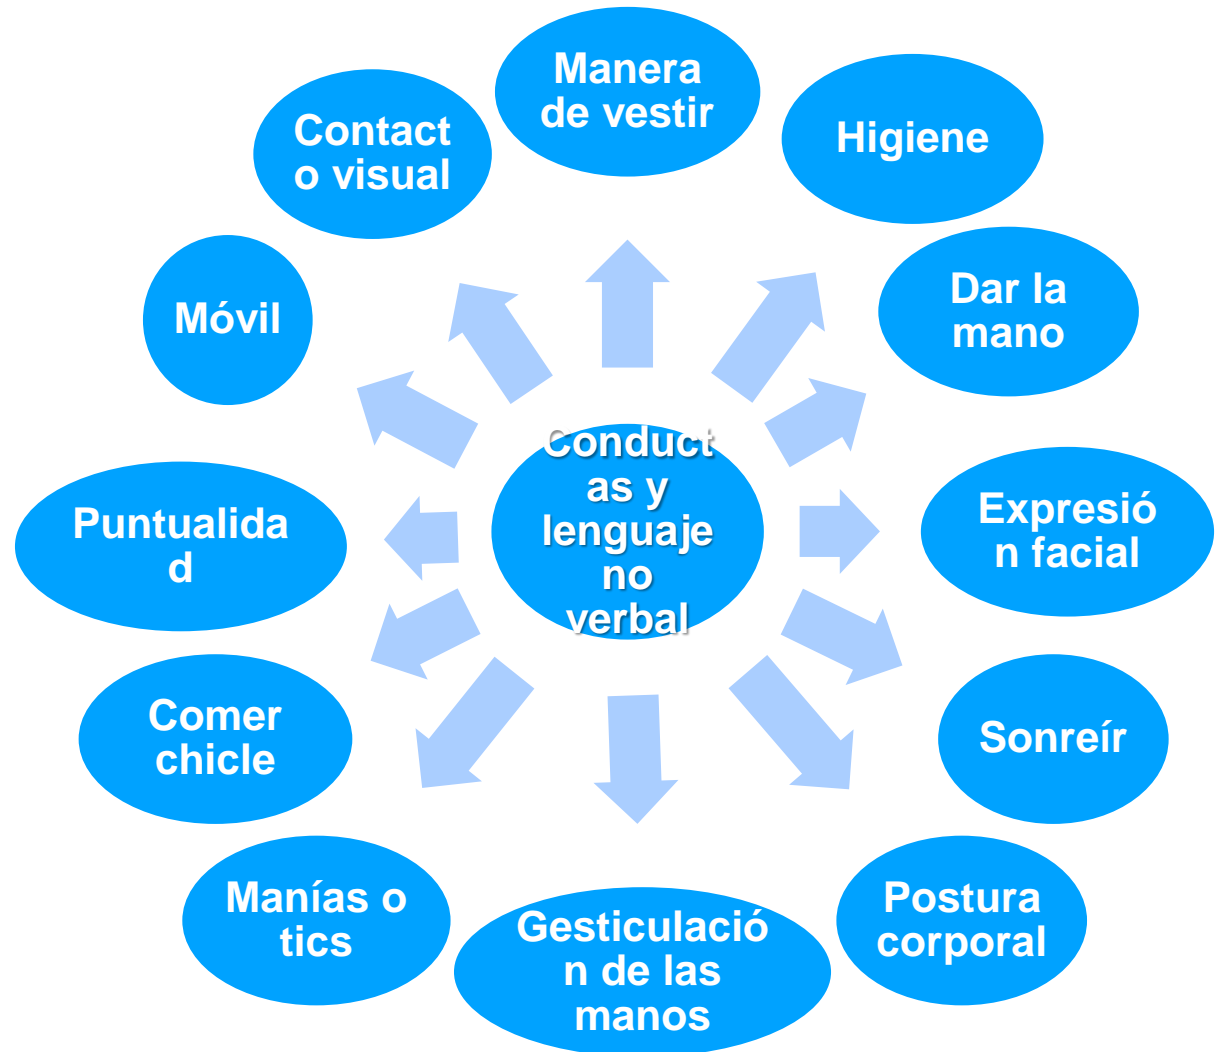 Manera
de vestir
Higiene
Dar la
mano
Expresió
n facial
Sonreír
Postura
corporal
Gesticulació
n de las
manos
Manías o
tics
Comer
chicle
Puntualida
d
Móvil
Contact
o visual
Conduct
as y
lenguaje
no
verbal